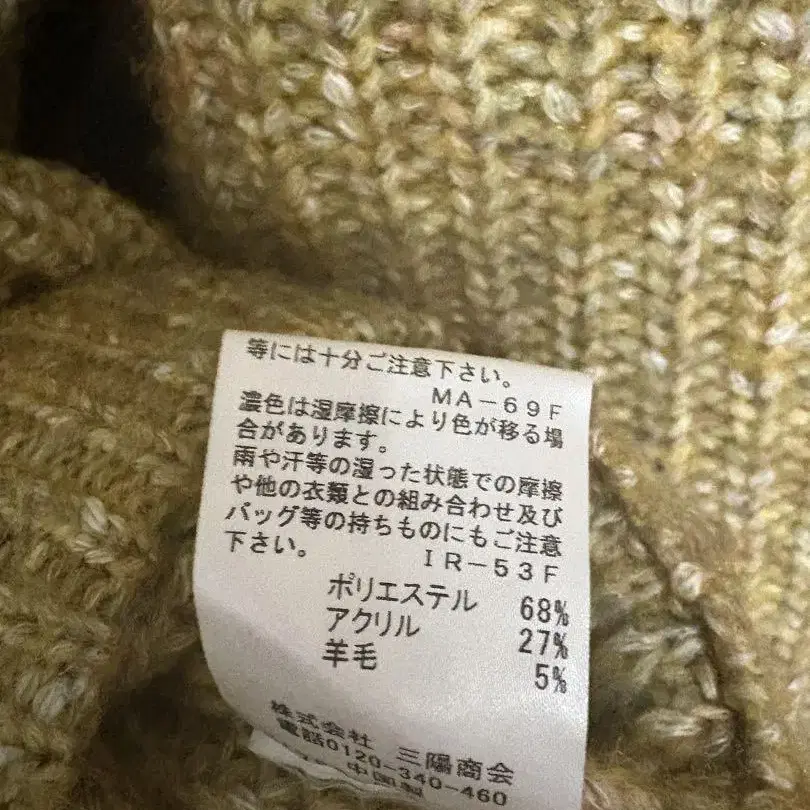 等には十分ご注意下さい。
MA-69F
濃色は湿摩擦により色が移る場
合があります。
雨や汗等の湿った状態での摩擦
や他の衣類との組み合わせ及び
バッグ等の持ちものにもご注意
下さい。 IR-53F
ポリエステル 68%
アクリル 27%
羊毛 5%
株式会社 三陽商会
電話0120-340-460
中国製